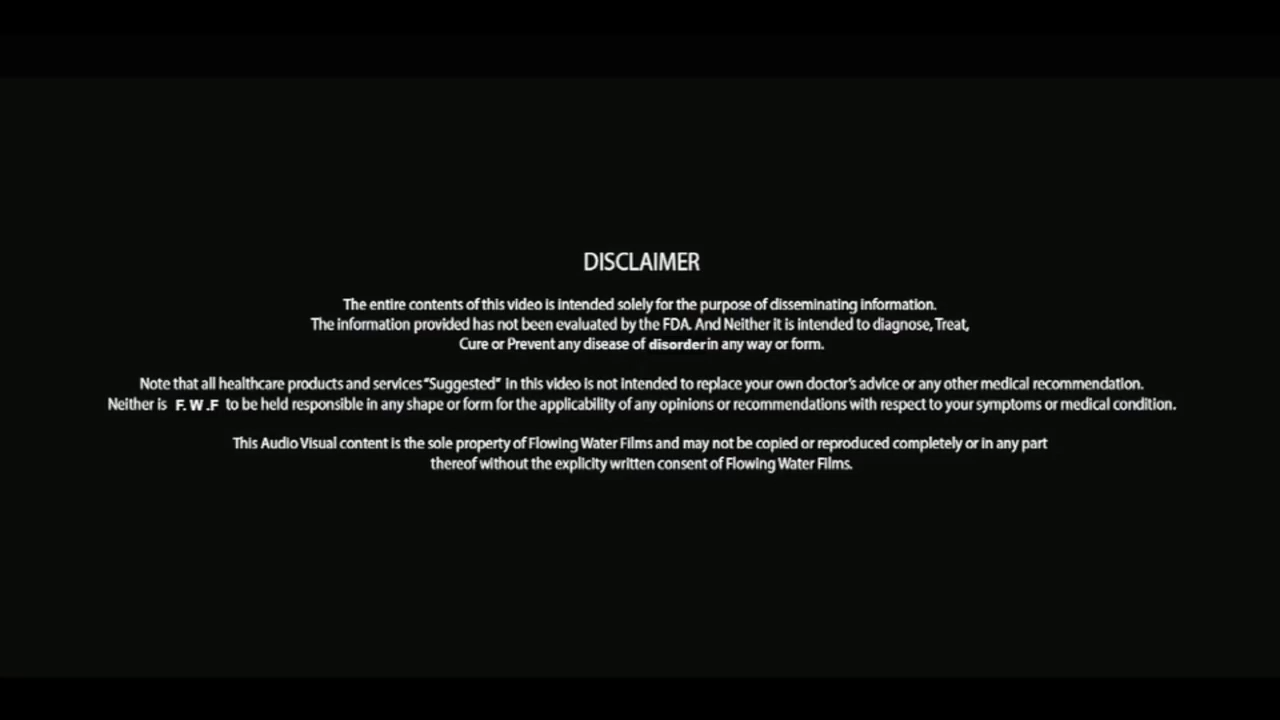 DISCLAIMER
The entire contents of this video is intended solely for the purpose of disseminating information.
The information provided has not been evaluated by the FDA. And Neither it is intended to diagnose, Treat,
Cure or Prevent any disease of disorder in any way or form.
Note that all healthcare products and services "Suggested" in this video is not intended to replace your own doctor's advice or any other medical recommendation.
Neither is F. W .F to be held responsible in any shape or form for the applicability of any opinions or recommendations with respect to your symptoms or medical condition.
This Audio Visual content is the sole property of Flowing Water Films and may not be copied or reproduced completely or in any part
thereof without the explicity written consent of Flowing Water Films.